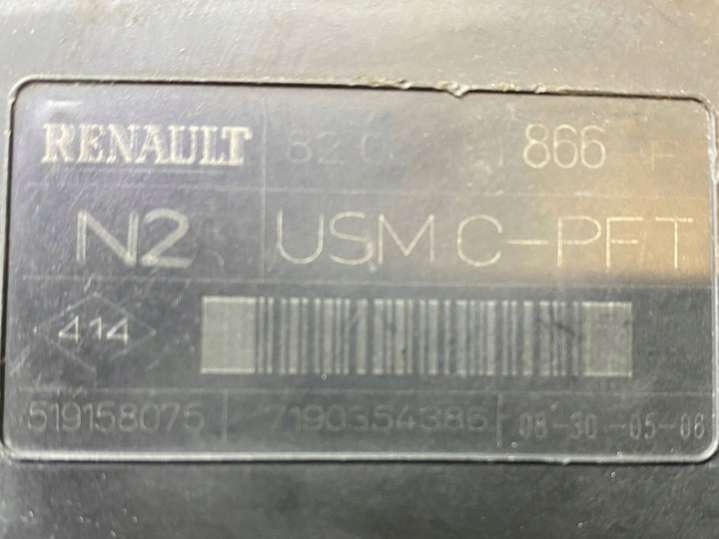 RENAULT 866
N2 USM C-PFT
414
519158075 7190354386 08-30-05-06